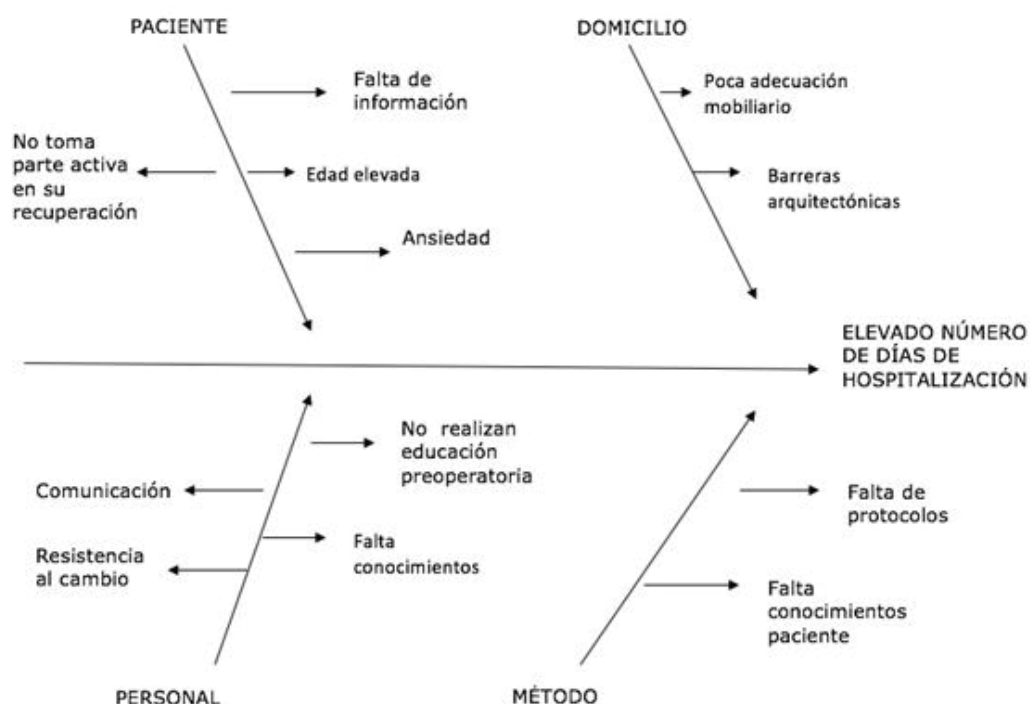 PACIENTE
DOMICILIO
Falta de
información
Poca adecuación
mobiliario
No toma
parte activa
en su
recuperación
Edad elevada
Barreras
arquitectónicas
Ansiedad
ELEVADO NÚMERO
DE DÍAS DE
HOSPITALIZACIÓN
No realizan
educación
preoperatoria
Comunicación
Falta de
protocolos
Resistencia
al cambio
Falta
conocimientos
Falta
conocimientos
paciente
PERSONAL
MÉTODO